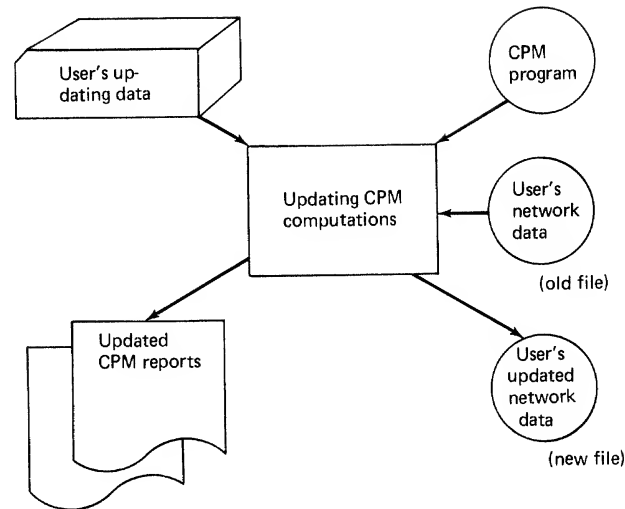 User's up-
dating data
CPM
program
Updating CPM
computations
User's
network
data
(old file)
Updated
CPM reports
User's
updated
network
data
(new file)